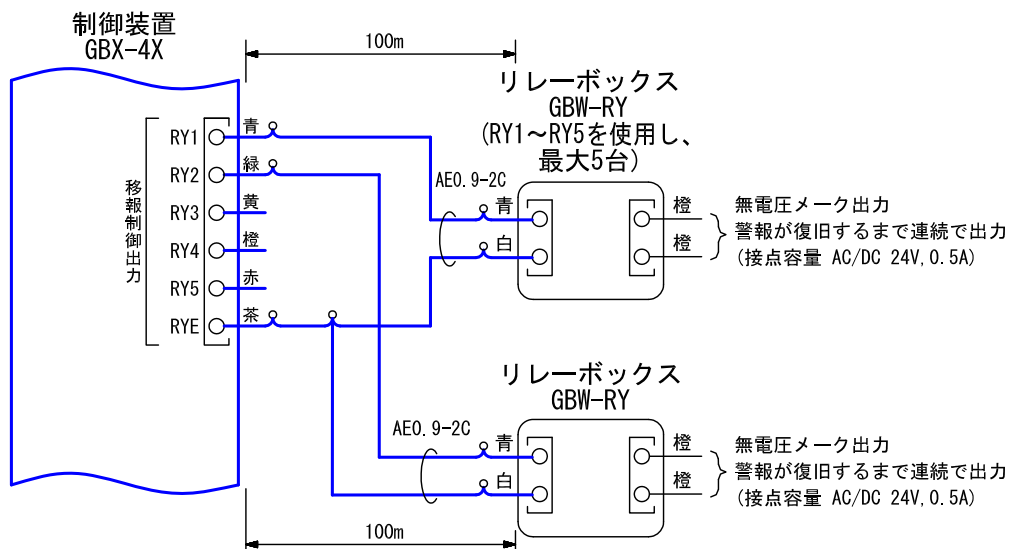 制御装置
GBX-4X
100m
移報制御出力
RY1
青
RY2
緑
RY3
黄
RY4
橙
RY5
赤
RYE
茶
リレーボックス
GBW-RY
(RY1～RY5を使用し、
最大5台)
AE0.9-2C
青
白
橙
橙
無電圧メーク出力
警報が復旧するまで連続で出力
(接点容量 AC/DC 24V,0.5A)
リレーボックス
GBW-RY
AE0.9-2C
青
白
橙
橙
無電圧メーク出力
警報が復旧するまで連続で出力
(接点容量 AC/DC 24V,0.5A)
100m